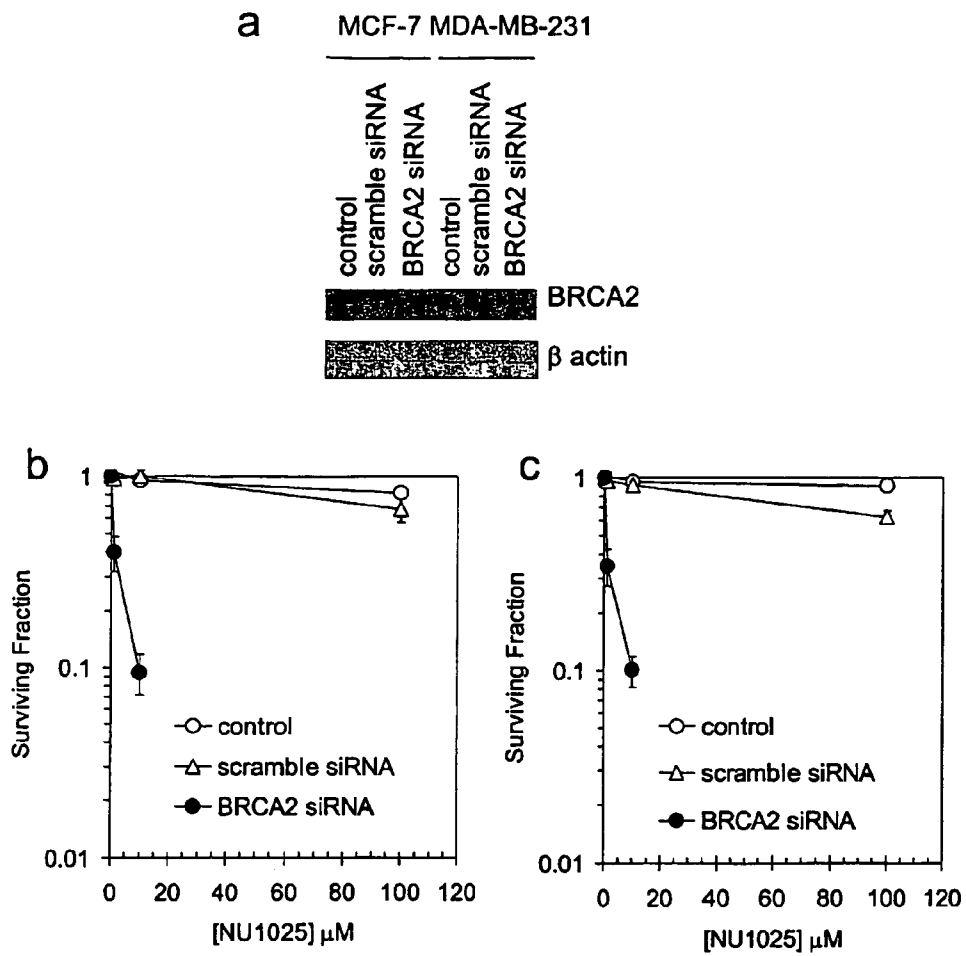 a
MCF-7 MDA-MB-231
control
scramble siRNA
BRCA2 siRNA
control
scramble siRNA
BRCA2 siRNA
BRCA2
β actin
b
1
0.1
0.01
Surviving Fraction
control
scramble siRNA
BRCA2 siRNA
0 20 40 60 80 100 120
[NU1025] μM
c
1
0.1
0.01
Surviving Fraction
control
scramble siRNA
BRCA2 siRNA
0 20 40 60 80 100 120
[NU1025] μM